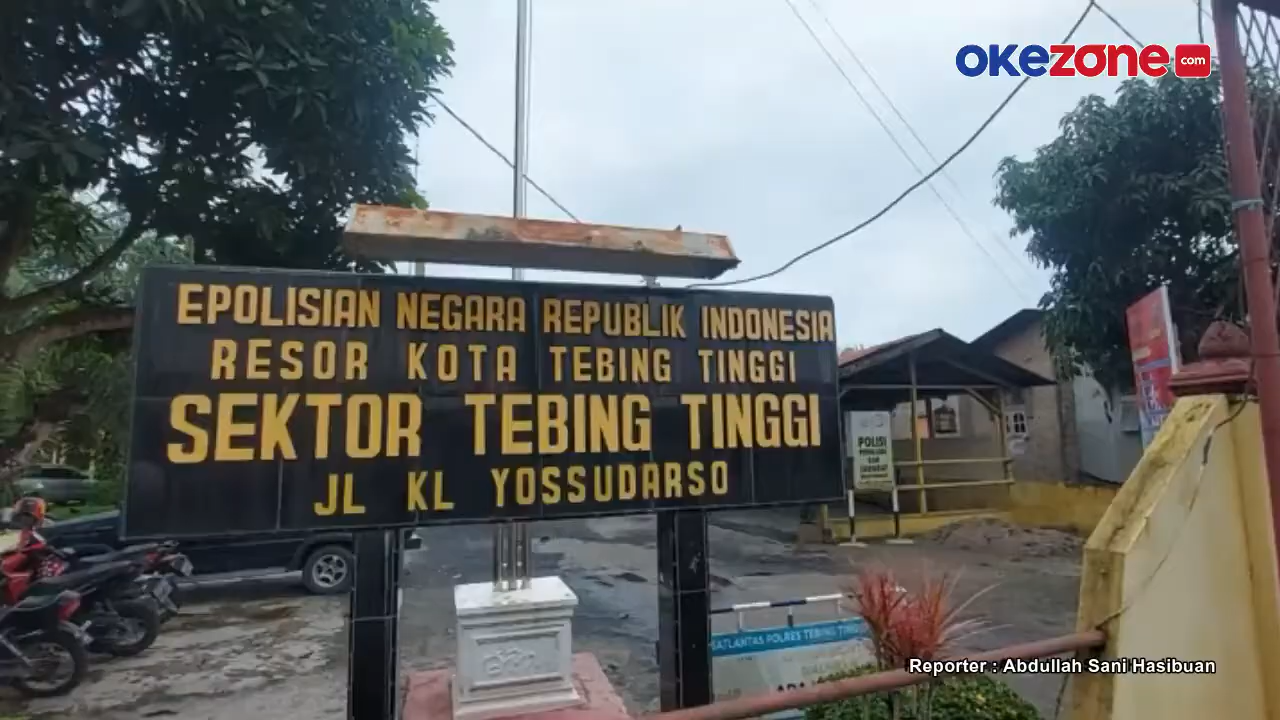 OKEZONE.com
EPOLISIAN NEGARA REPUBLIK INDONESIA
RESOR KOTA TEBING TINGGI
SEKTOR TEBING TINGGI
JL KL YOSSUDARSO
POLISI
SATLANTAS POLRES TEBING TINGGI
Reporter : Abdullah Sani Hasibuan